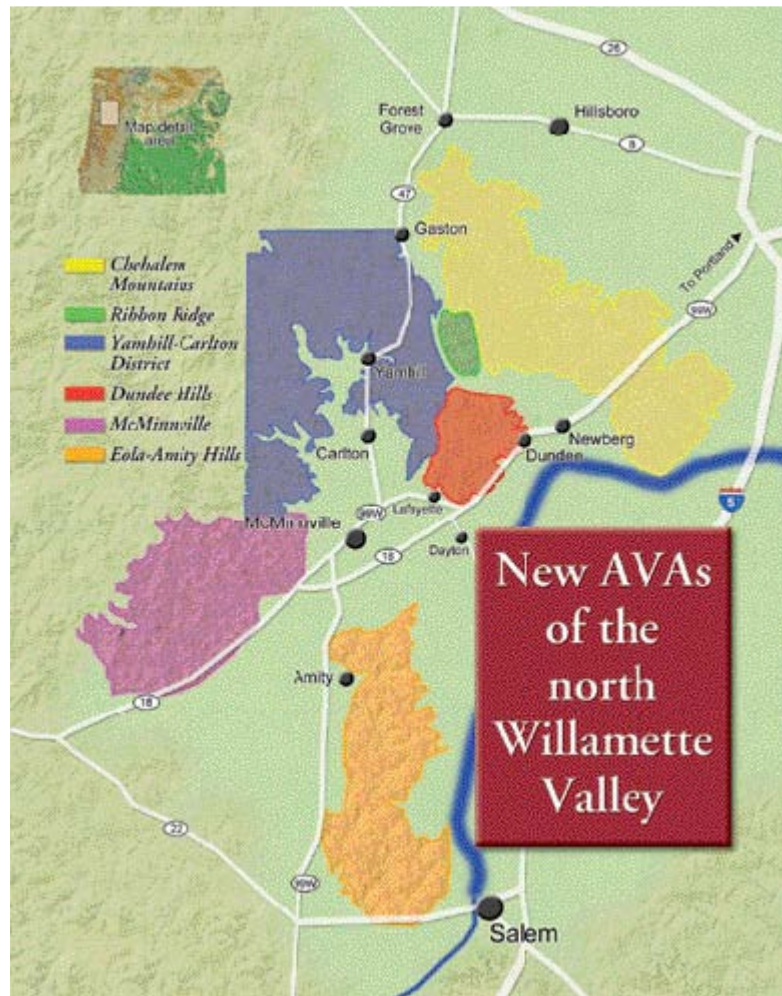 26
Forest
Grove
Hillsboro
8
Map detail
area
47
Gaston
To Portland
99W
Chehalem
Mountains
Ribbon Ridge
Yamhill-Carlton
District
Dundee Hills
McMinnville
Eola-Amity Hills
Yamhill
Carlton
Newberg
Dundee
5
Lafayette
99W
McMinnville
18
Dayton
New AVAs
of the
north
Willamette
Valley
Amity
18
22
99W
Salem